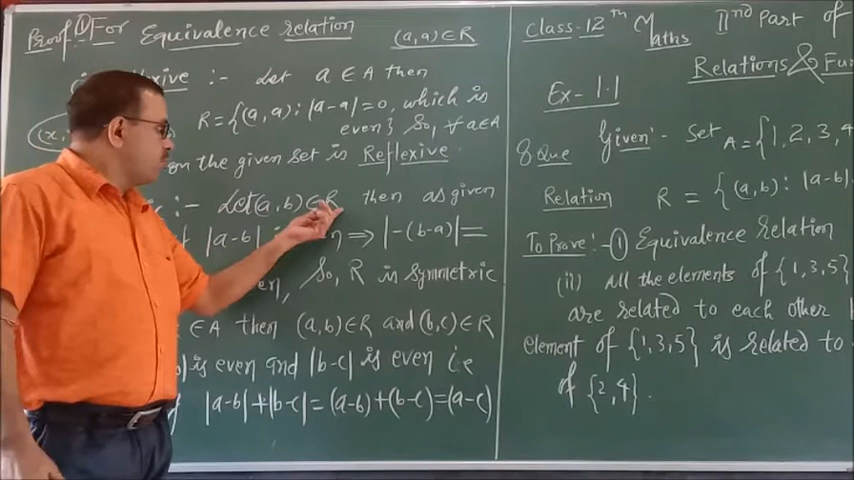 Proof ① For Equivalence relation
(a,a)∈R
:- Let a ∈ A then
R = {(a,a): |a-a|=0, which is
even} So, ∀ a∈A
on the given set is Reflexive.
:- Let (a,b)∈R then as given
|a-b| ⇒ |-(b-a)|=
So, R is Symmetric
∈A then (a,b)∈R and (b,c)∈R
is even and |b-c| is even i.e
|a-b|+|b-c|=(a-b)+(b-c)=(a-c)
Class-12th Maths IInd Part of
Relations &
Ex-1.1
8 Que Given:- Set A={1,2,3,4
Relation R = {(a,b): |a-b|
To Prove:- (i) Equivalence Relation
(ii) All the elements of {1,3,5}
are related to each other
element of {1,3,5} is related to
of {2,4}.